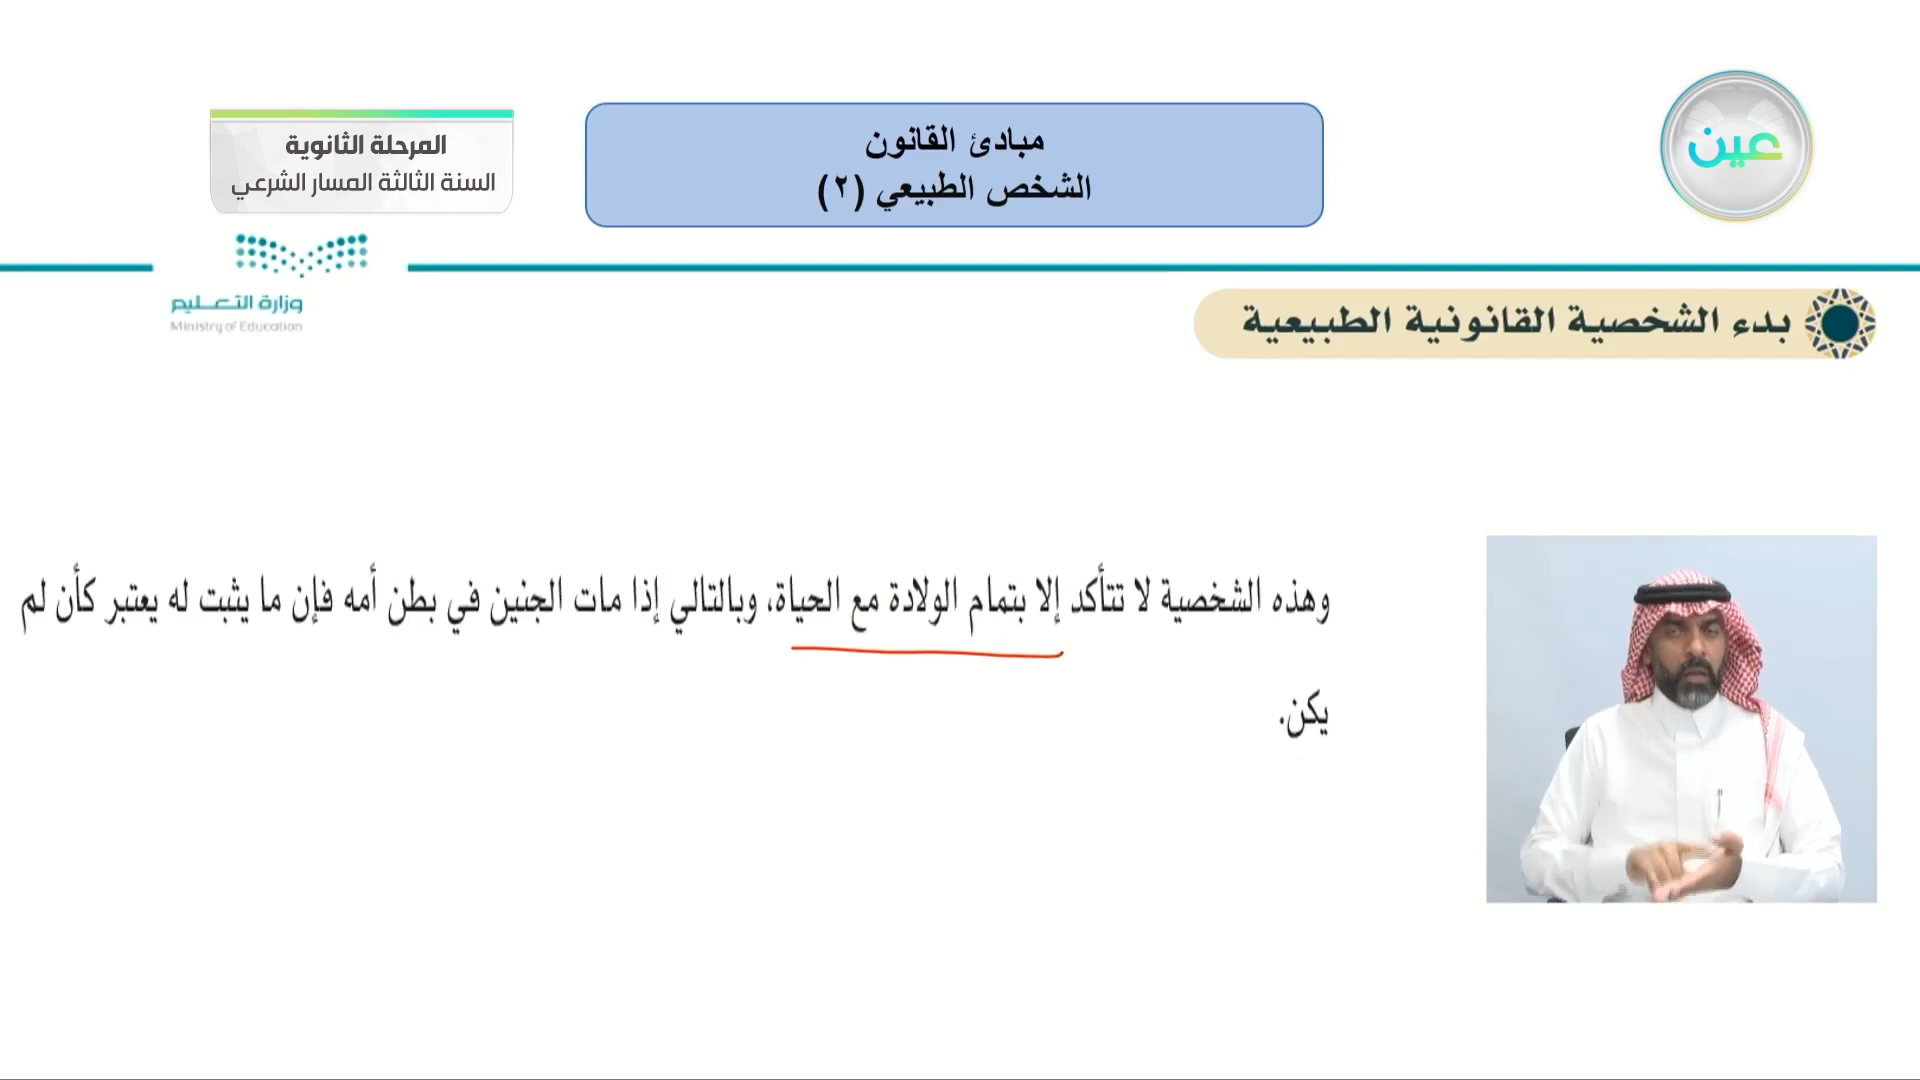 عين
مبادئ القانون
الشخص الطبيعي (٢)
المرحلة الثانوية
السنة الثالثة المسار الشرعي
وزارة التعليم
Ministry of Education
بدء الشخصية القانونية الطبيعية
وهذه الشخصية لا تتأكد إلا بتمام الولادة مع الحياة، وبالتالي إذا مات الجنين في بطن أمه فإن ما يثبت له يعتبر كأن لم
يكن.